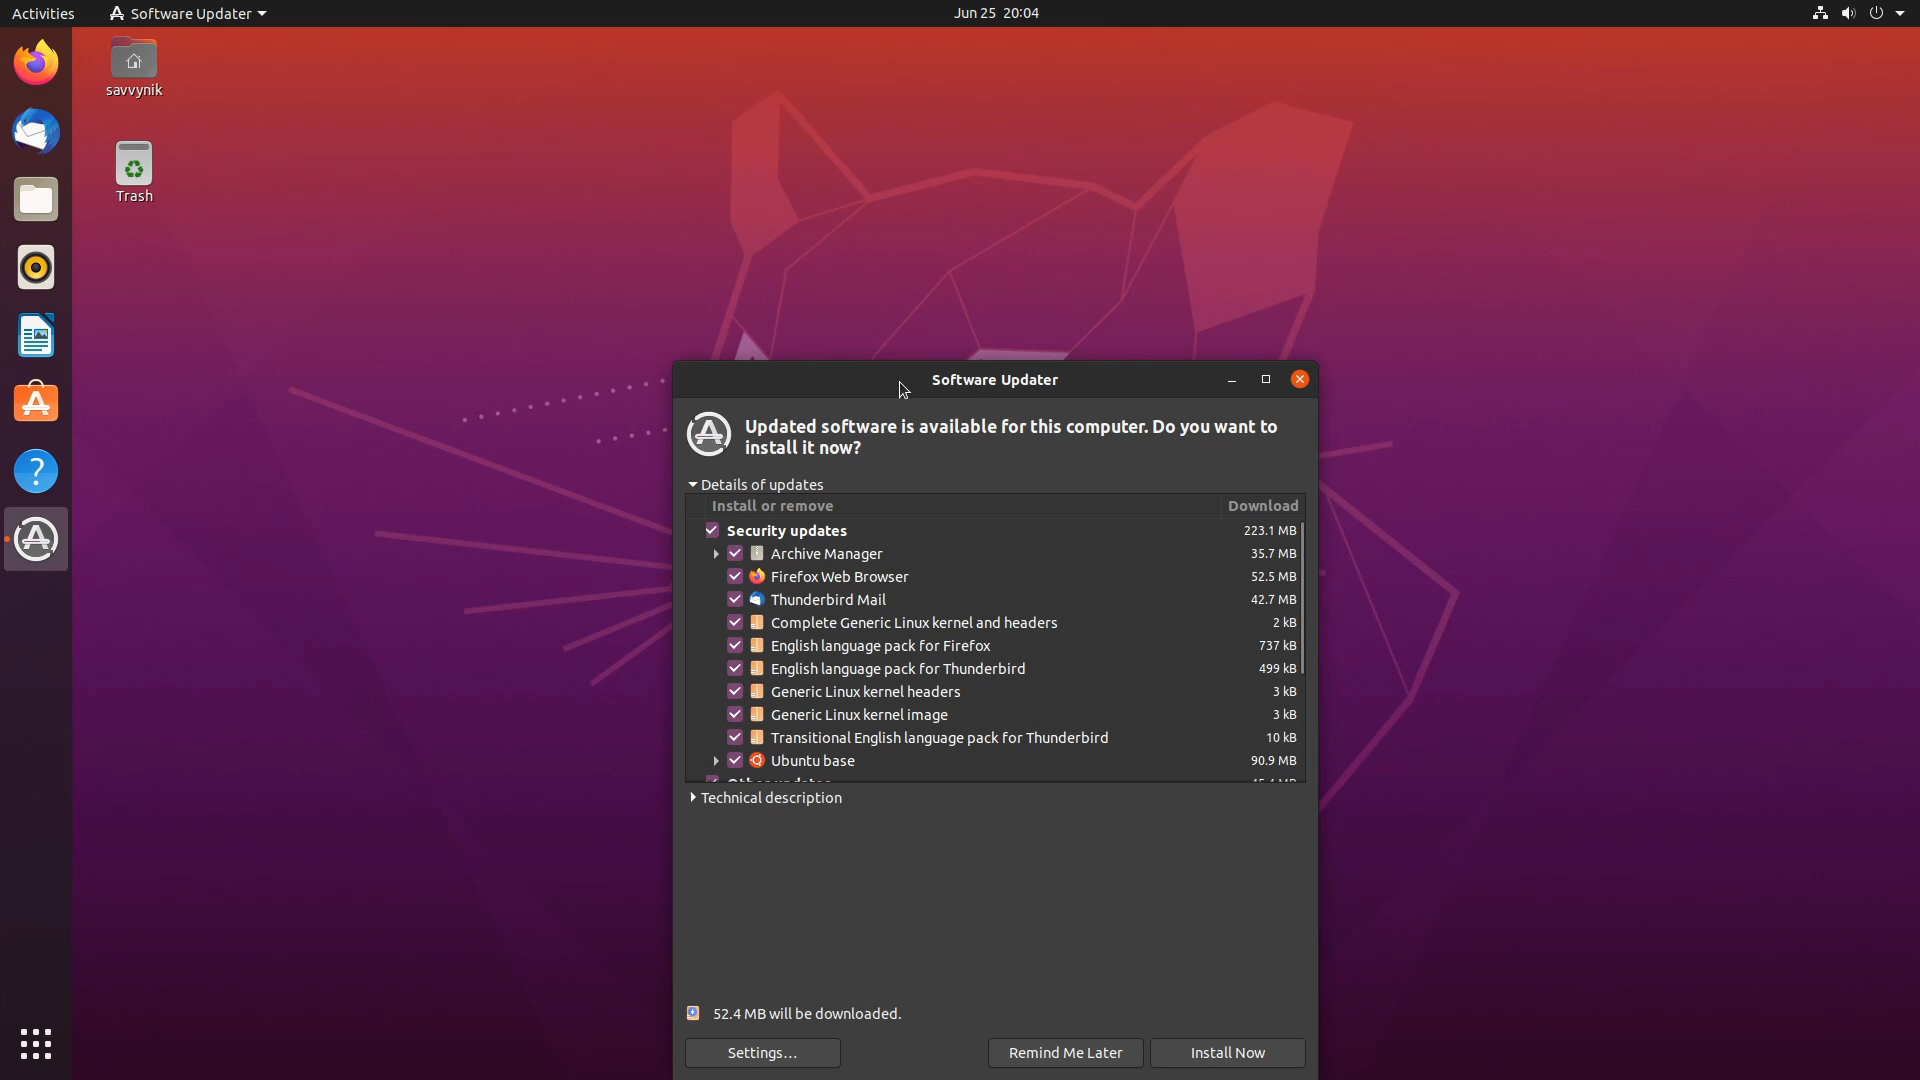 Activities
Software Updater
Jun 25 20:04
savvynik
Trash
Software Updater
Updated software is available for this computer. Do you want to
install it now?
Details of updates
Install or remove Download
Security updates 223.1 MB
Archive Manager 35.7 MB
Firefox Web Browser 52.5 MB
Thunderbird Mail 42.7 MB
Complete Generic Linux kernel and headers 2 kB
English language pack for Firefox 737 kB
English language pack for Thunderbird 499 kB
Generic Linux kernel headers 3 kB
Generic Linux kernel image 3 kB
Transitional English language pack for Thunderbird 10 kB
Ubuntu base 90.9 MB
Technical description
52.4 MB will be downloaded.
Settings…
Remind Me Later
Install Now